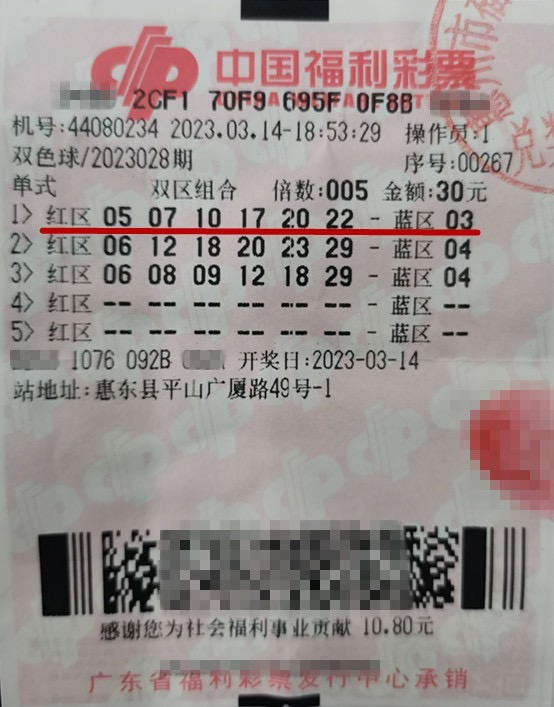 中国福利彩票
2CF1 70F9 695F 0F8B
机号:44080234 2023.03.14-18:53:29 操作员:1
双色球/2023028期 序号:00267
单式 双区组合 倍数:005 金额:30元
1> 红区 05 07 10 17 20 22 - 蓝区 03
2> 红区 06 12 18 20 23 29 - 蓝区 04
3> 红区 06 08 09 12 18 29 - 蓝区 04
4> 红区 -- -- -- -- -- -- - 蓝区 --
5> 红区 -- -- -- -- -- -- - 蓝区 --
1076 092B 开奖日:2023-03-14
站地址:惠东县平山广厦路49号-1
感谢您为社会福利事业贡献 10.80元
广东省福利彩票发行中心承销